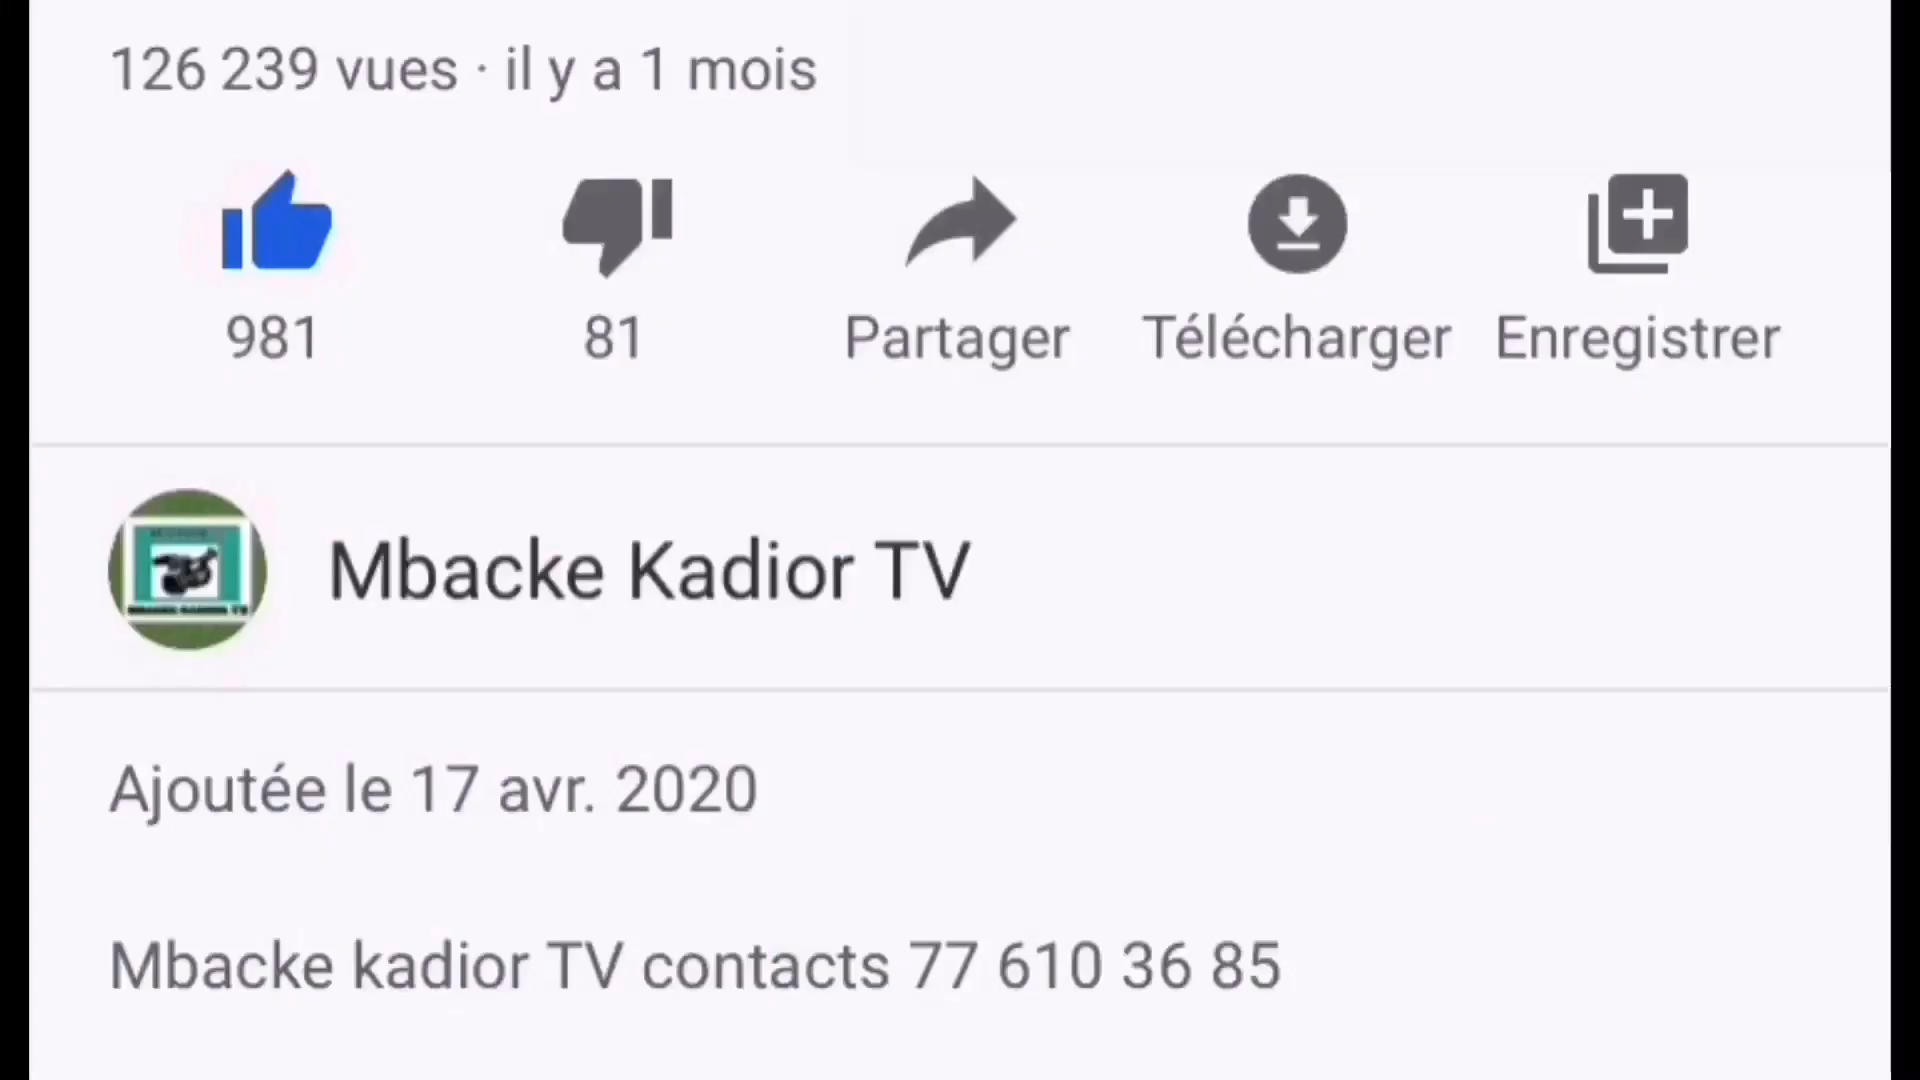 126 239 vues · il y a 1 mois
981 81 Partager Télécharger Enregistrer
Mbacke Kadior TV
Ajoutée le 17 avr. 2020
Mbacke kadior TV contacts 77 610 36 85